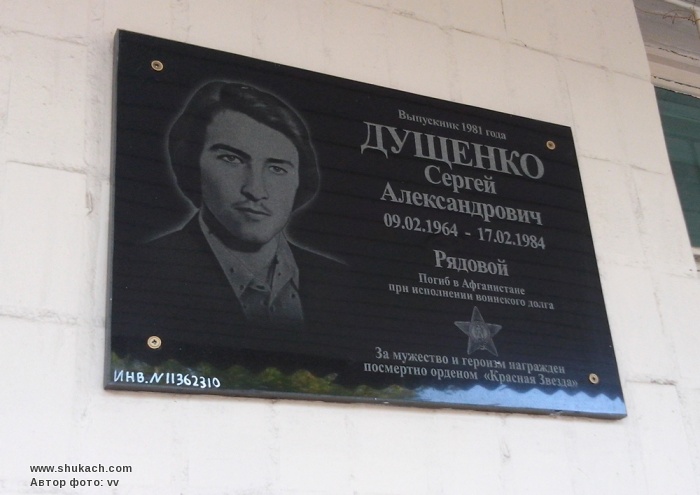 Выпускник 1981 года
ДУЩЕНКО
Сергей
Александрович
09.02.1964 - 17.02.1984
Рядовой
Погиб в Афганистане
при исполнении воинского долга
За мужество и героизм награжден
посмертно орденом «Красная Звезда»
ИНВ.N11362310
www.shukach.com
Автор фото: vv